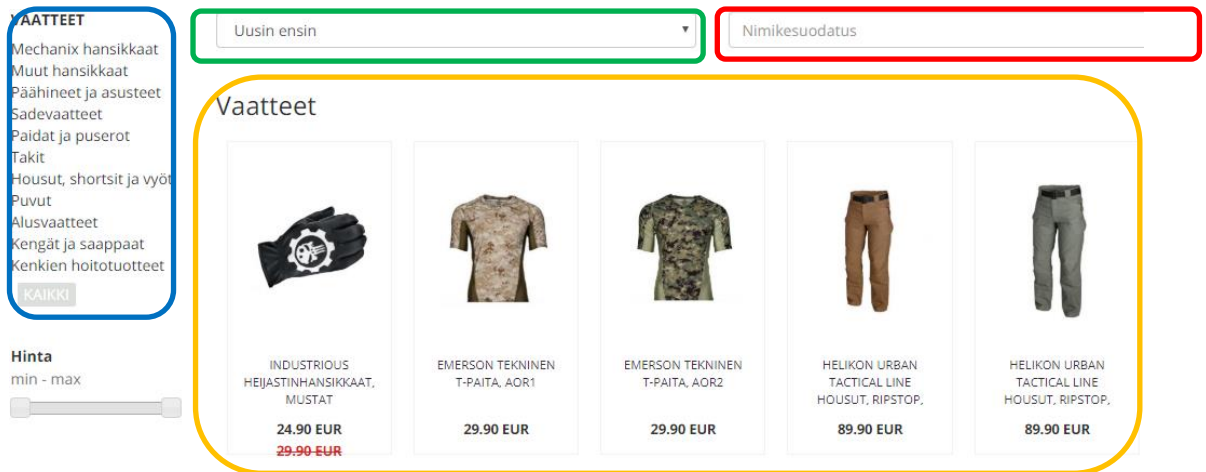 VAATTEET
Mechanix hansikkaat
Muut hansikkaat
Päähineet ja asusteet
Sadevaatteet
Paidat ja puserot
Takit
Housut, shortsit ja vyöt
Puvut
Alusvaatteet
Kengät ja saappaat
Kenkien hoitotuotteet
KAIKKI
Hinta
min - max
Uusin ensin
Nimikesuodatus
Vaatteet
INDUSTRIOUS
HEIJASTINHANSIKKAAT,
MUSTAT
24.90 EUR
29.90 EUR
EMERSON TEKNINEN
T-PAITA, AOR1
29.90 EUR
EMERSON TEKNINEN
T-PAITA, AOR2
29.90 EUR
HELIKON URBAN
TACTICAL LINE
HOUSUT, RIPSTOP,
89.90 EUR
HELIKON URBAN
TACTICAL LINE
HOUSUT, RIPSTOP,
89.90 EUR